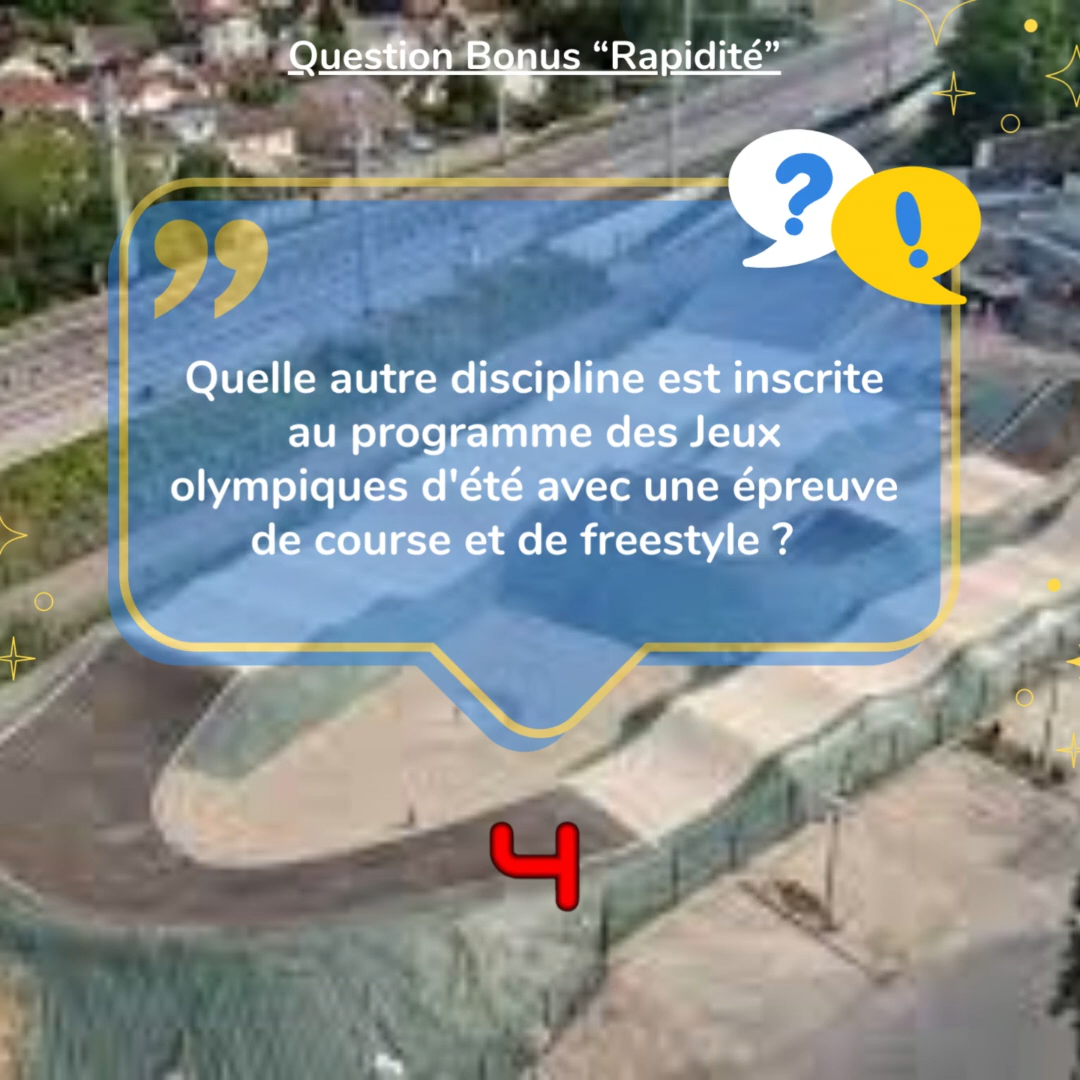 Question Bonus “Rapidité”
?
!
”
Quelle autre discipline est inscrite
au programme des Jeux
olympiques d'été avec une épreuve
de course et de freestyle ?
4